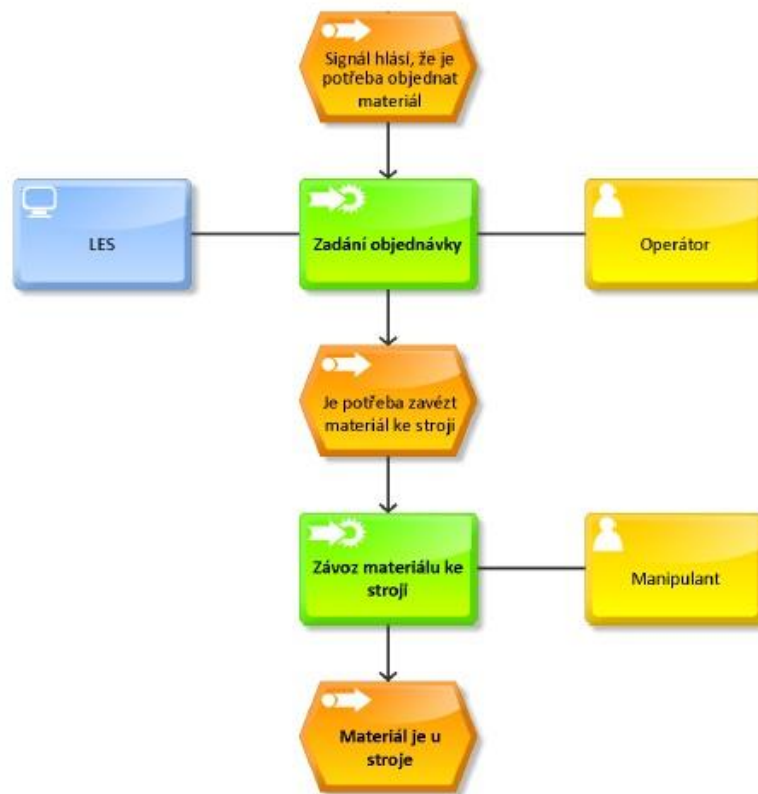 Signál hlásí, že je
potřeba objednat
materiál
LES
Zadání objednávky
Operátor
Je potřeba zavézt
materiál ke stroji
Závoz materiálu ke
strojí
Manipulant
Materiál je u
stroje